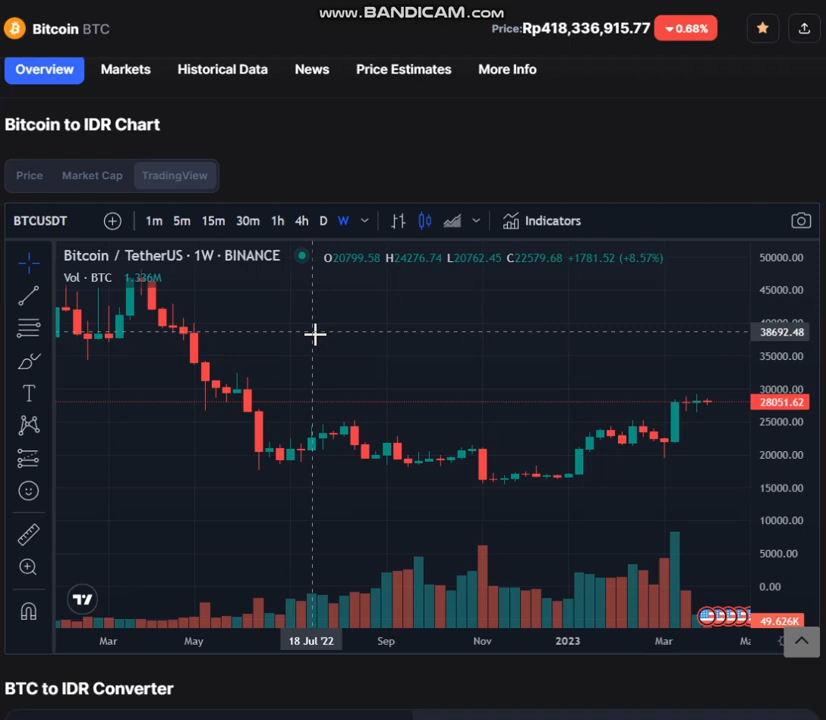 www.BANDICAM.com
Bitcoin BTC
Price:Rp418,336,915.77 0.68%
Overview Markets Historical Data News Price Estimates More Info
Bitcoin to IDR Chart
Price Market Cap TradingView
BTCUSDT 1m 5m 15m 30m 1h 4h D W Indicators
Bitcoin / TetherUS · 1W · BINANCE O20799.58 H24276.74 L20762.45 C22579.68 +1781.52 (+8.57%)
Vol · BTC 1.336M
50000.00
45000.00
40000.00
38692.48
35000.00
30000.00
28051.62
25000.00
20000.00
15000.00
10000.00
5000.00
0.00
49.626K
Mar May 18 Jul '22 Sep Nov 2023 Mar
BTC to IDR Converter